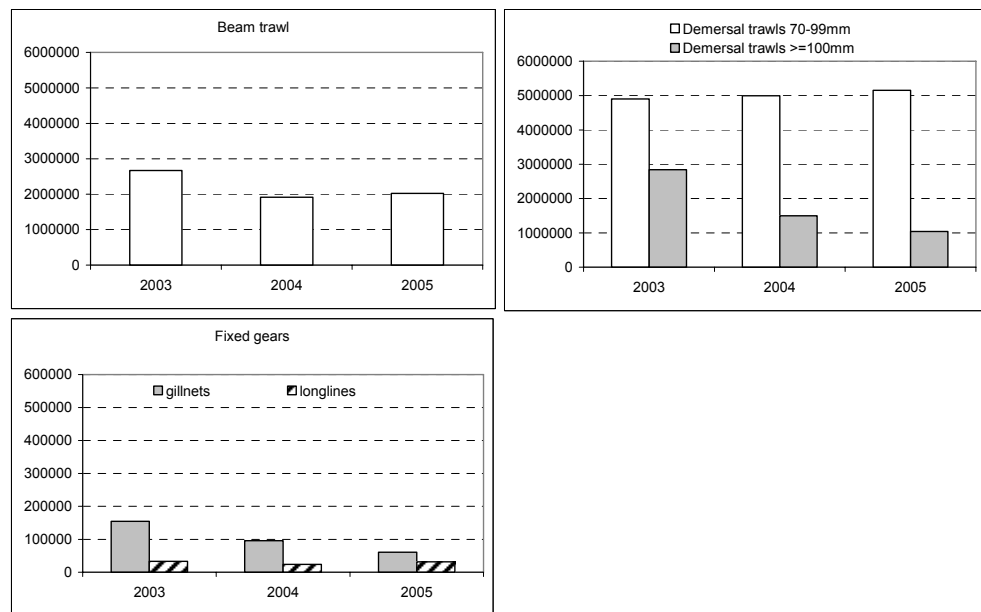 Beam trawl
6000000
5000000
4000000
3000000
2000000
1000000
0
2003 2004 2005
Demersal trawls 70-99mm
Demersal trawls >=100mm
6000000
5000000
4000000
3000000
2000000
1000000
0
2003 2004 2005
Fixed gears
gillnets longlines
600000
500000
400000
300000
200000
100000
0
2003 2004 2005